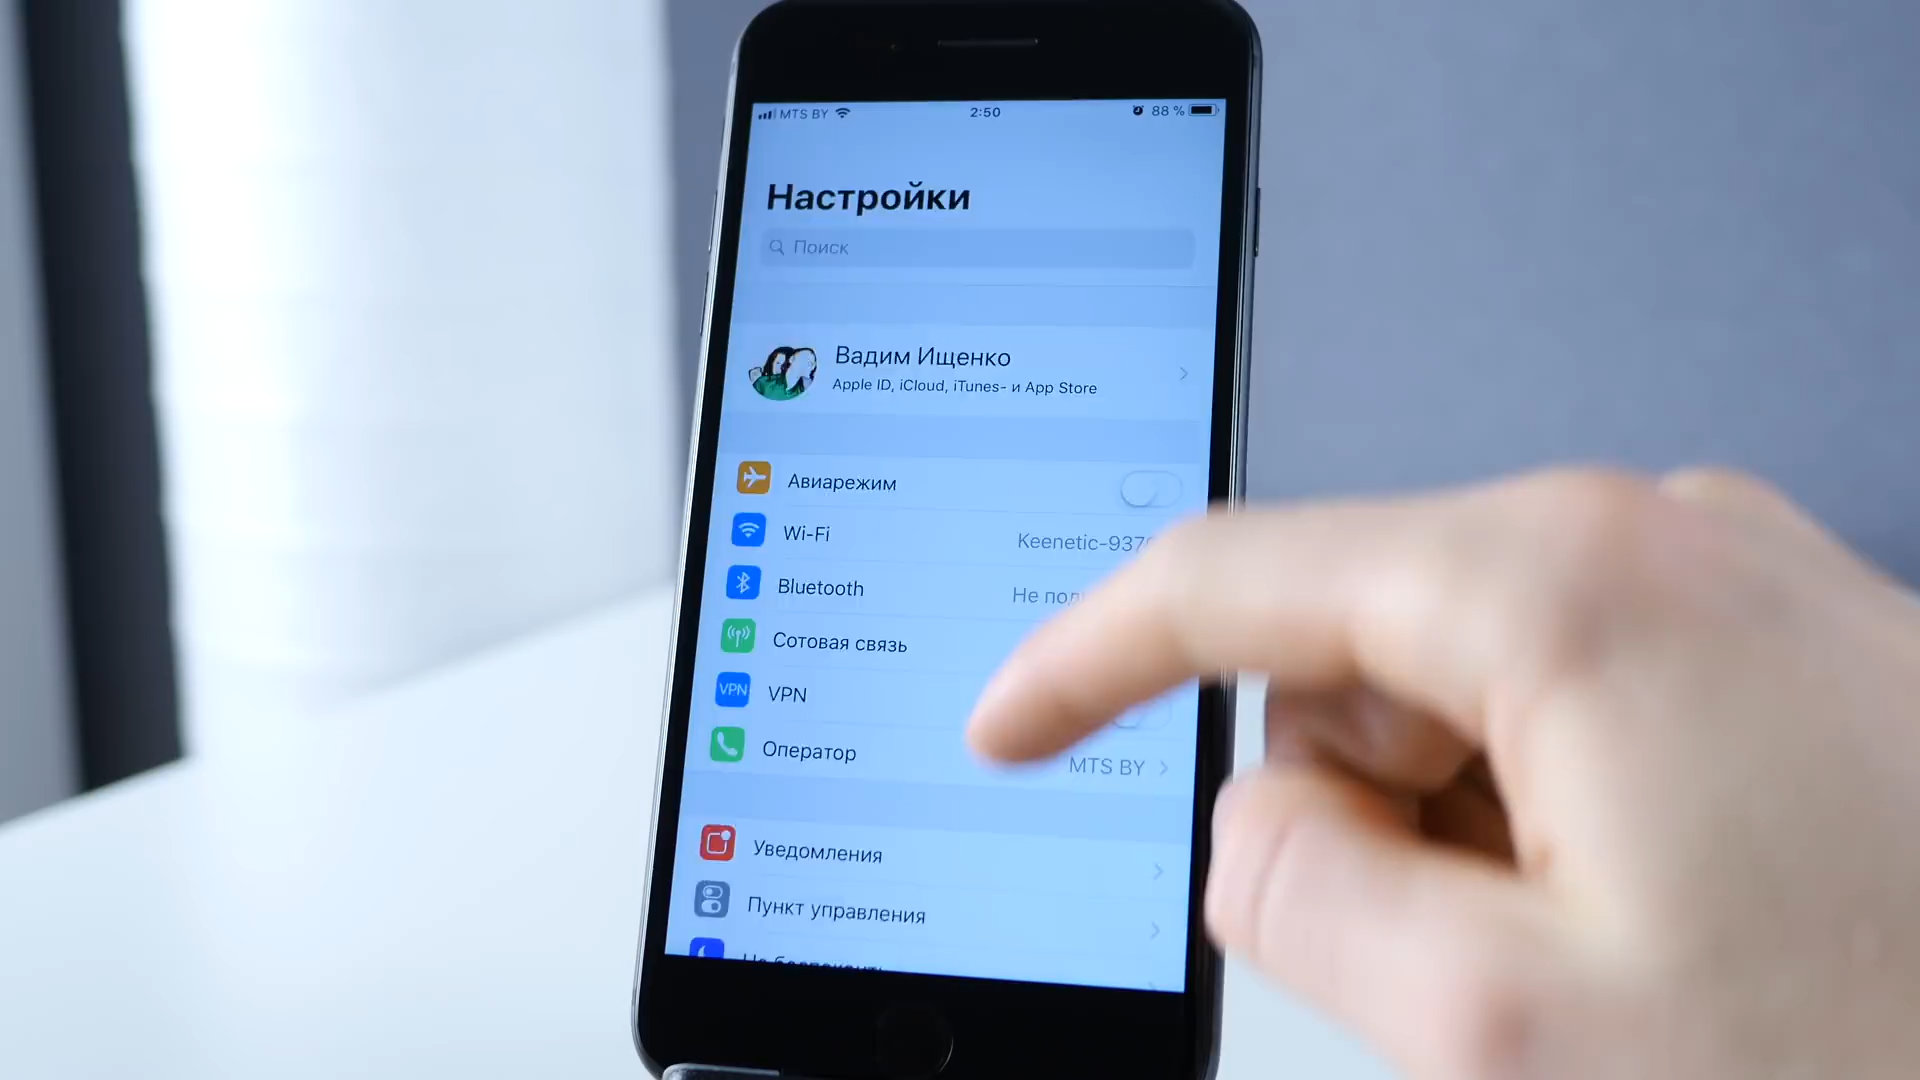 MTS BY
2:50
88 %
Настройки
Поиск
Вадим Ищенко
Apple ID, iCloud, iTunes- и App Store
Авиарежим
Wi-Fi
Bluetooth
Не
Сотовая связь
VPN
VPN
Оператор
MTS BY
Уведомления
Пункт управления